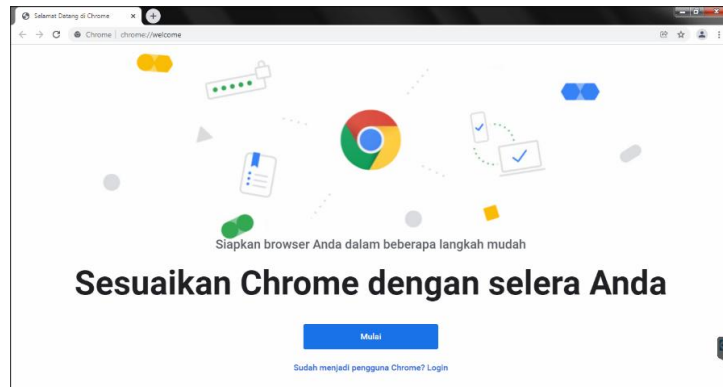 Selamat Datang di Chrome
Chrome | chrome://welcome
Siapkan browser Anda dalam beberapa langkah mudah
Sesuaikan Chrome dengan selera Anda
Mulai
Sudah menjadi pengguna Chrome? Login